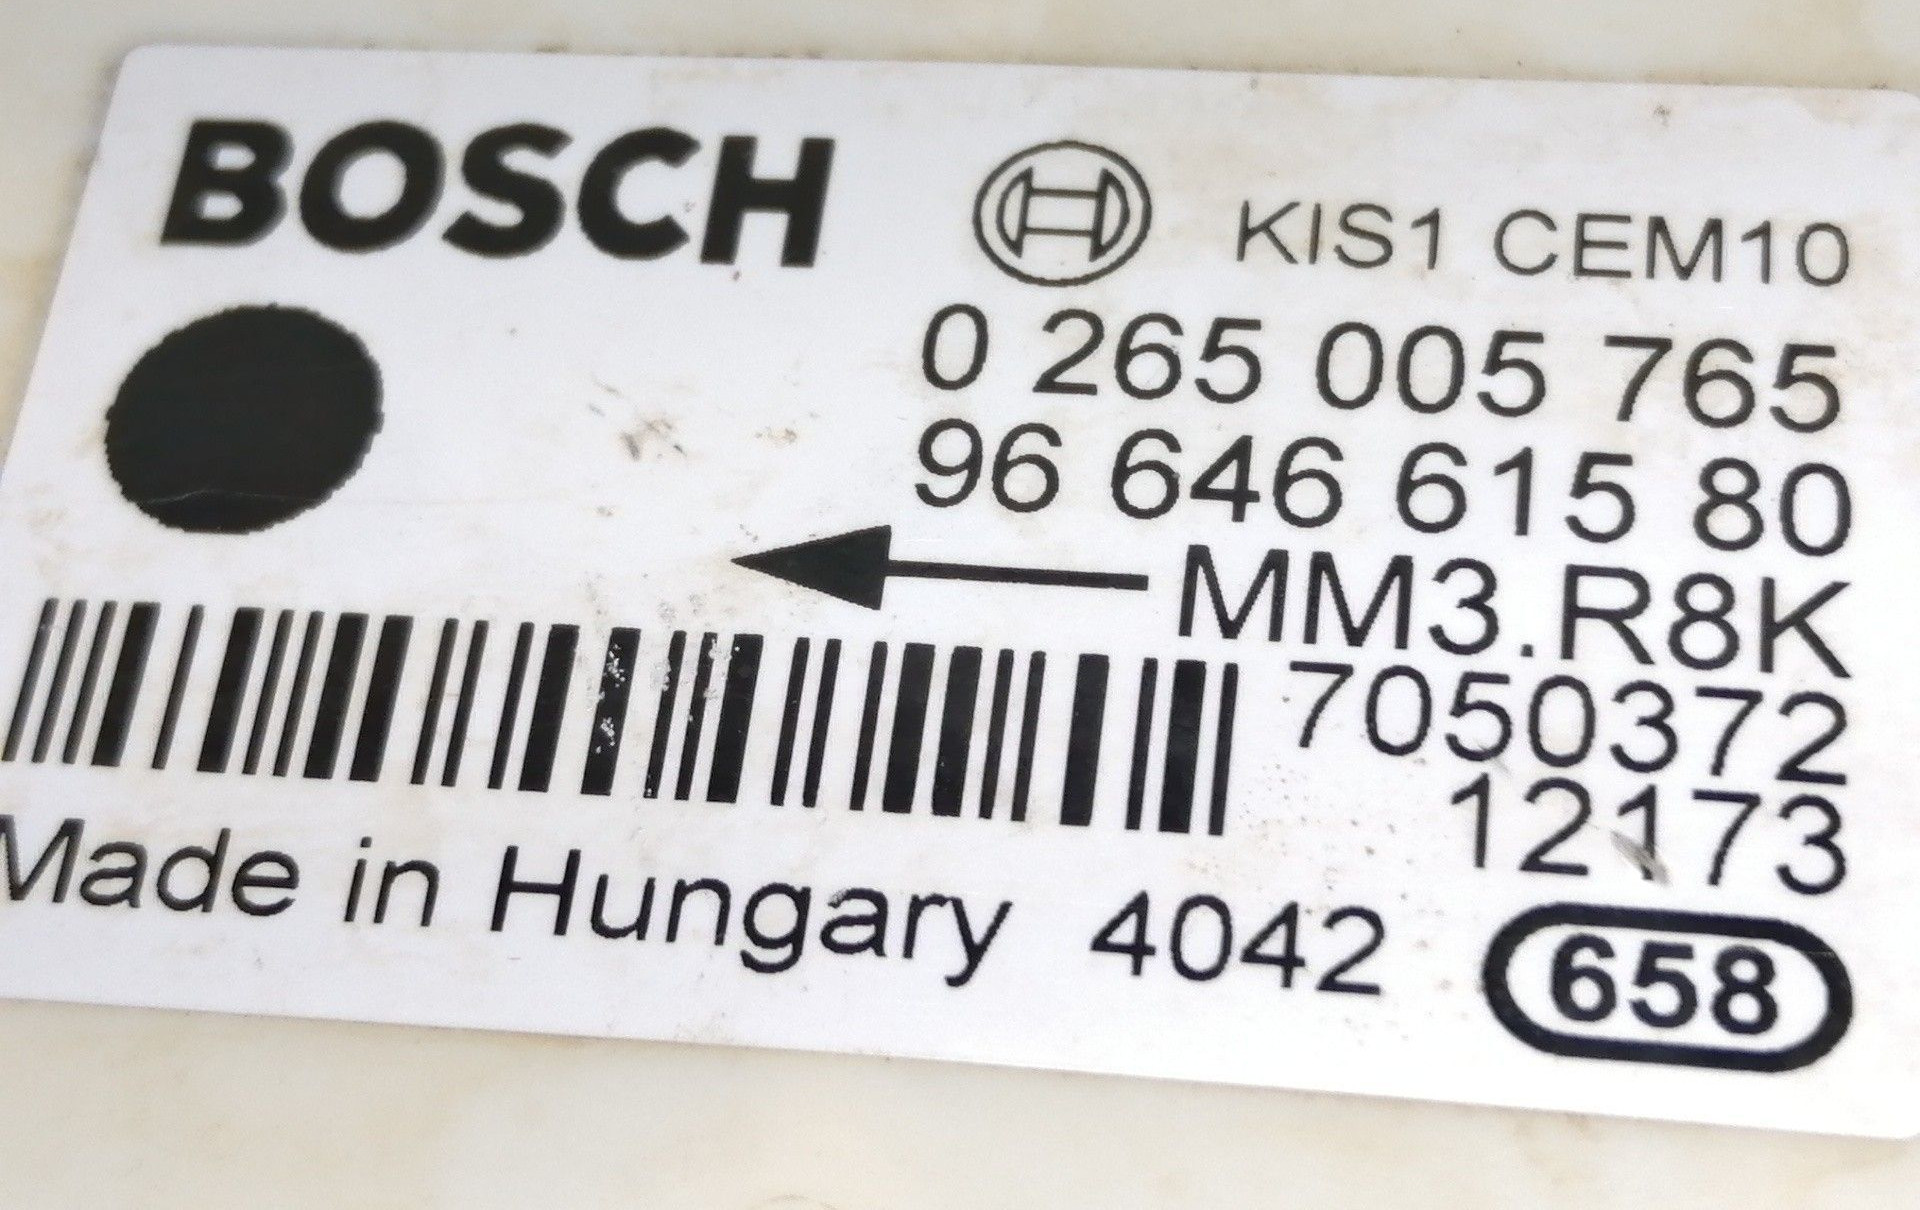 BOSCH KIS1 CEM10
0 265 005 765
96 646 615 80
MM3.R8K
7050372
12173
Made in Hungary 4042 658